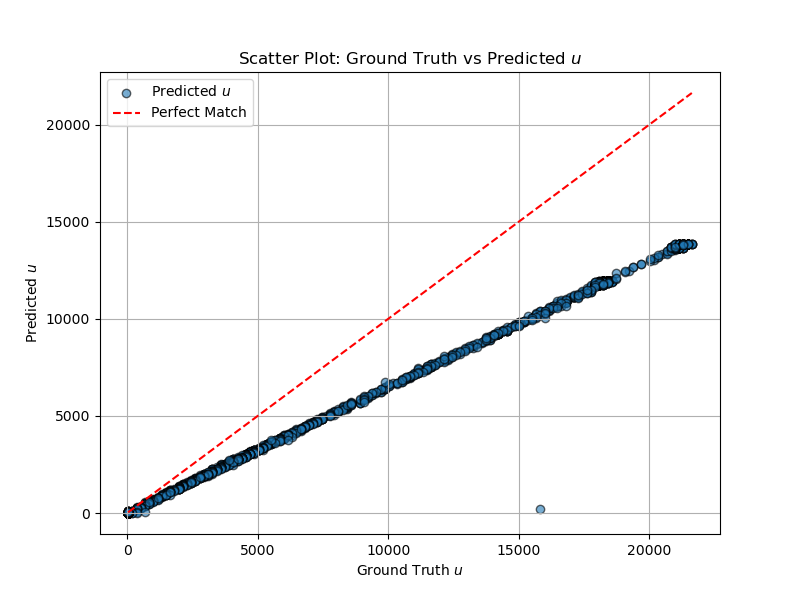 Scatter Plot: Ground Truth vs Predicted u
Predicted u
Perfect Match
20000
15000
10000
5000
0
Predicted u
0 5000 10000 15000 20000
Ground Truth u